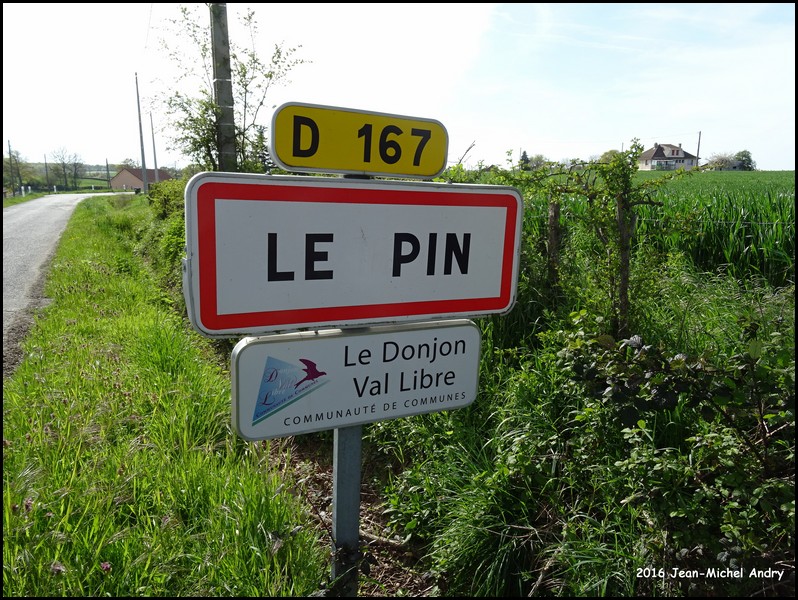 D 167
LE PIN
Le Donjon
Val Libre
COMMUNAUTÉ DE COMMUNES
2016 Jean-Michel Andry